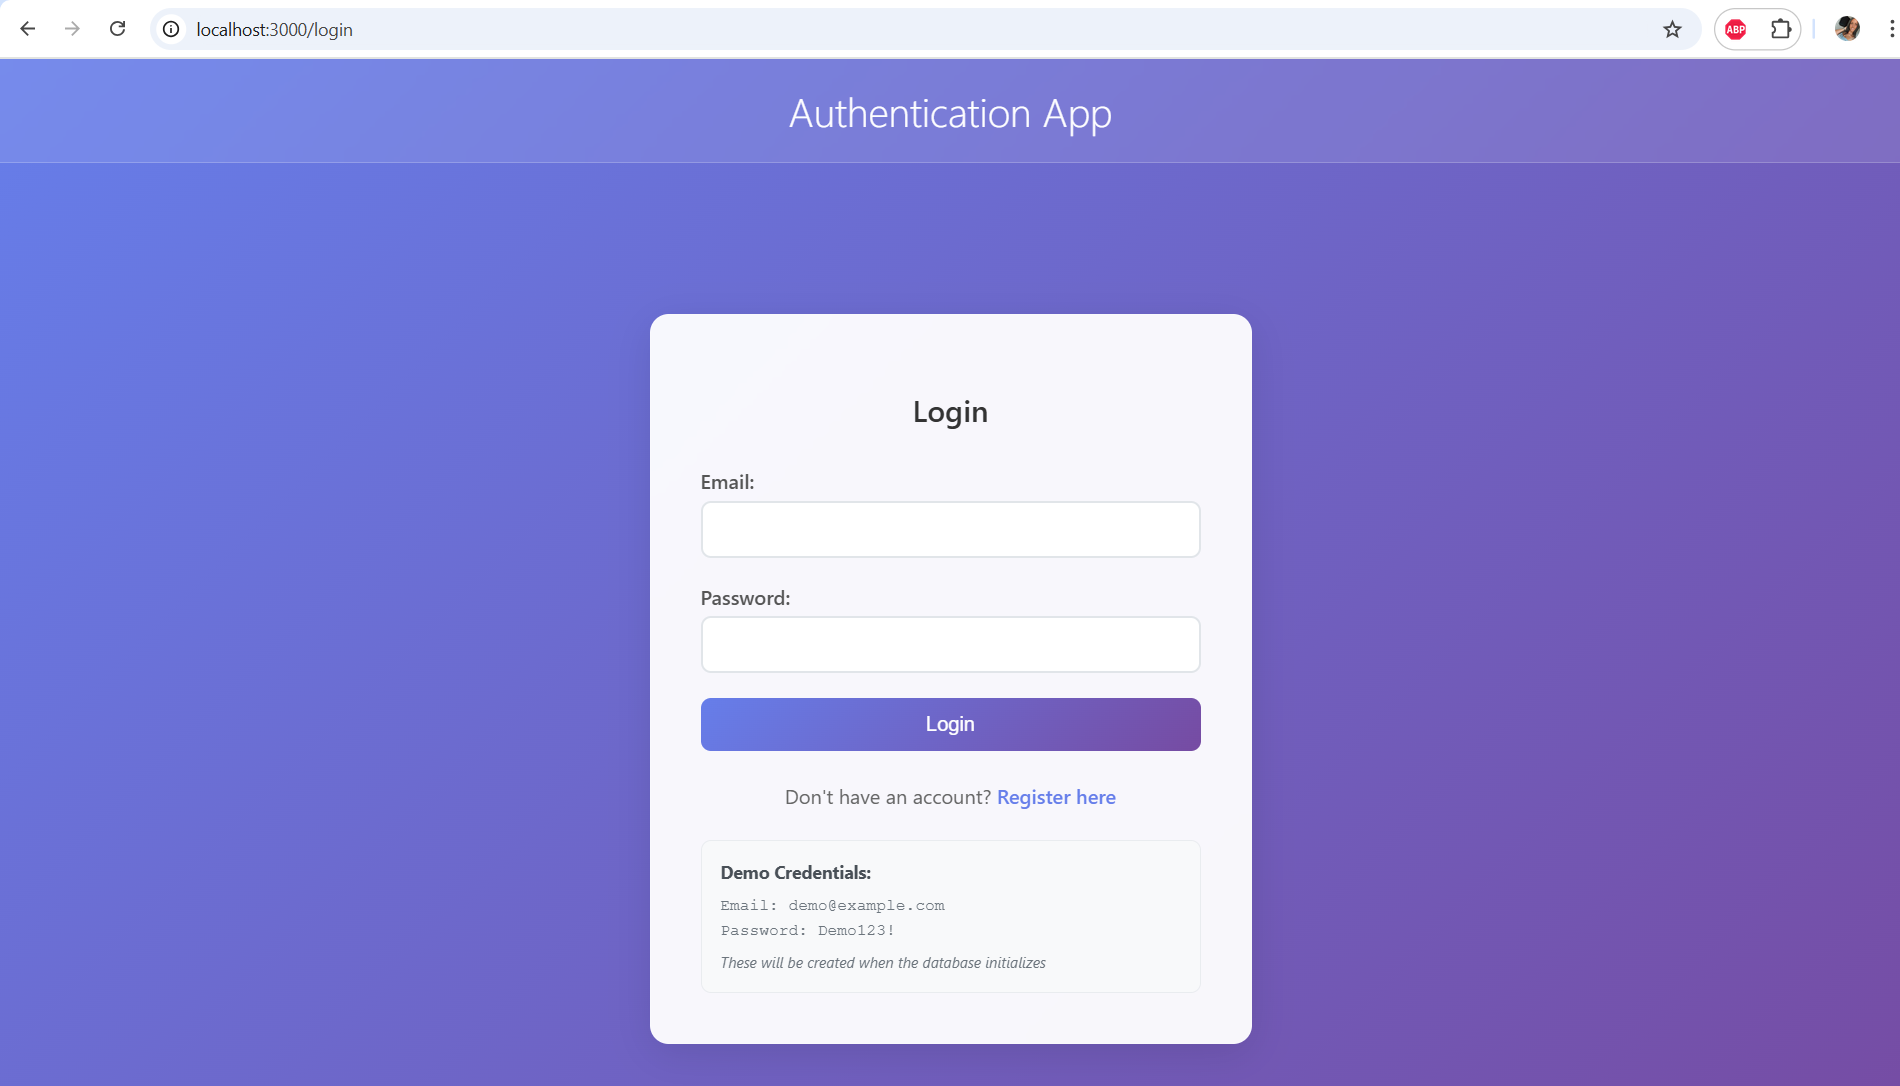 localhost:3000/login
ABP
Authentication App
Login
Email:
Password:
Login
Don't have an account? Register here
Demo Credentials:
Email: demo@example.com
Password: Demo123!
These will be created when the database initializes